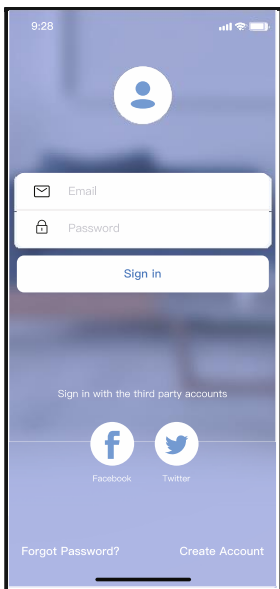 9:28
Email
Password
Sign in
Sign in with the third party accounts
Facebook
Twitter
Forgot Password?
Create Account